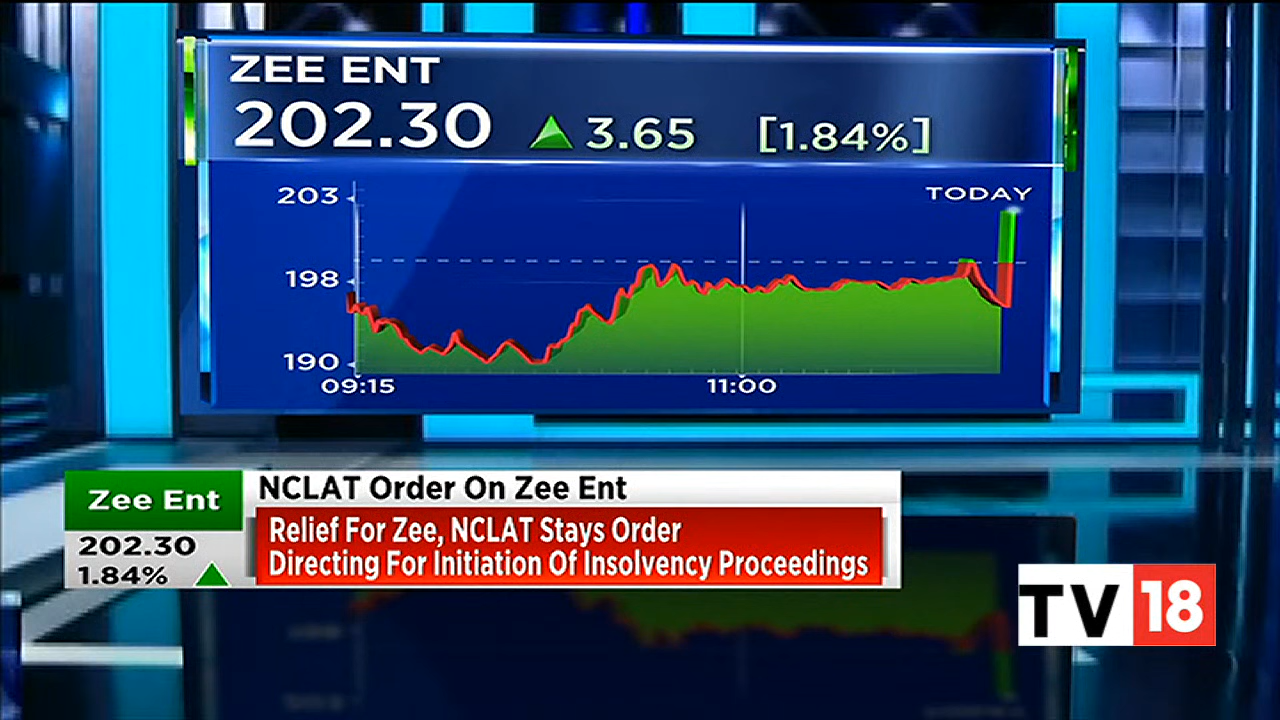 ZEE ENT
202.30 ▲ 3.65 [1.84%]
TODAY
203
198
190
09:15 11:00
Zee Ent
202.30
1.84% ▲
NCLAT Order On Zee Ent
Relief For Zee, NCLAT Stays Order
Directing For Initiation Of Insolvency Proceedings
TV18